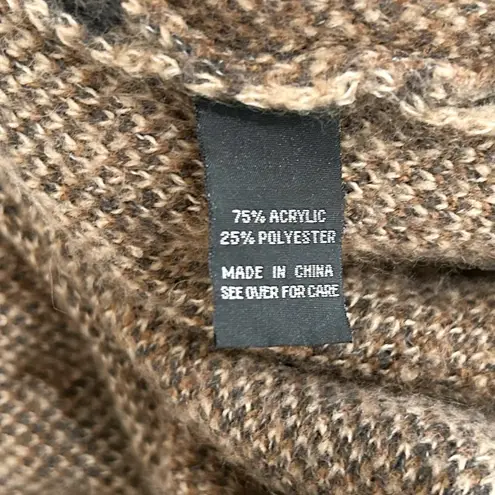 75% ACRYLIC
25% POLYESTER
MADE IN CHINA
SEE OVER FOR CARE